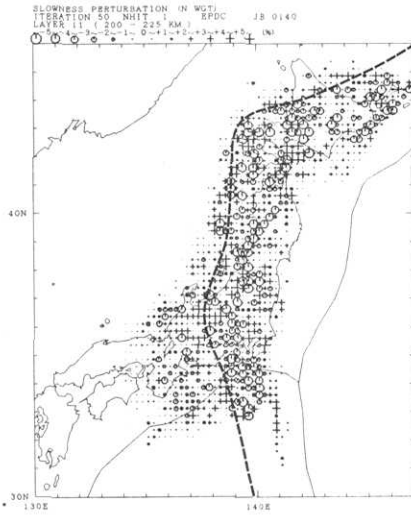 SLOWNESS PERTURBATION (N WGT)
ITERATION 50 NHIT 1 EPDC JB 0140
LAYER 11 ( 200 - 225 KM )
-5 -4 -3 -2 -1 0 +1 +2 +3 +4 +5 (%)
40N
30N
130E 140E